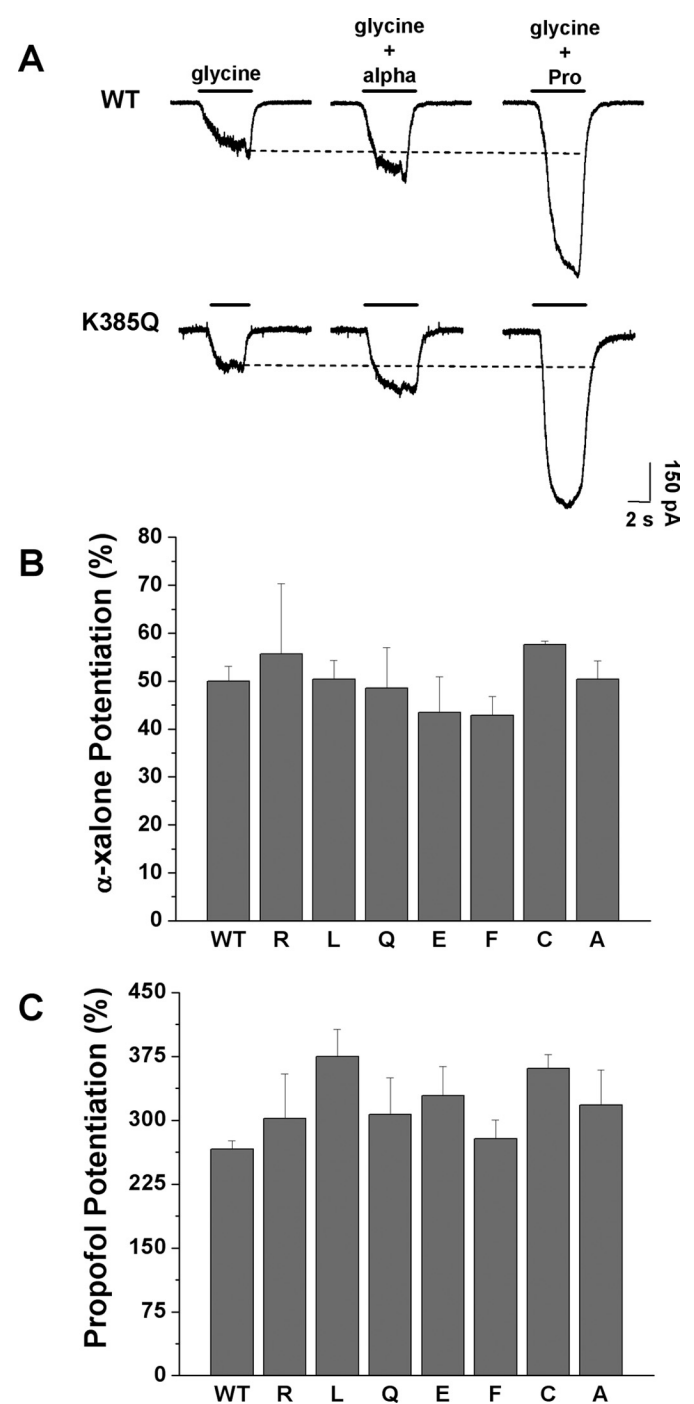 A
glycine
glycine
+
alpha
glycine
+
Pro
WT
K385Q
150 pA
2 s
B
α-xalone Potentiation (%)
80
70
60
50
40
30
20
10
0
WT R L Q E F C A
C
Propofol Potentiation (%)
450
375
300
225
150
75
0
WT R L Q E F C A